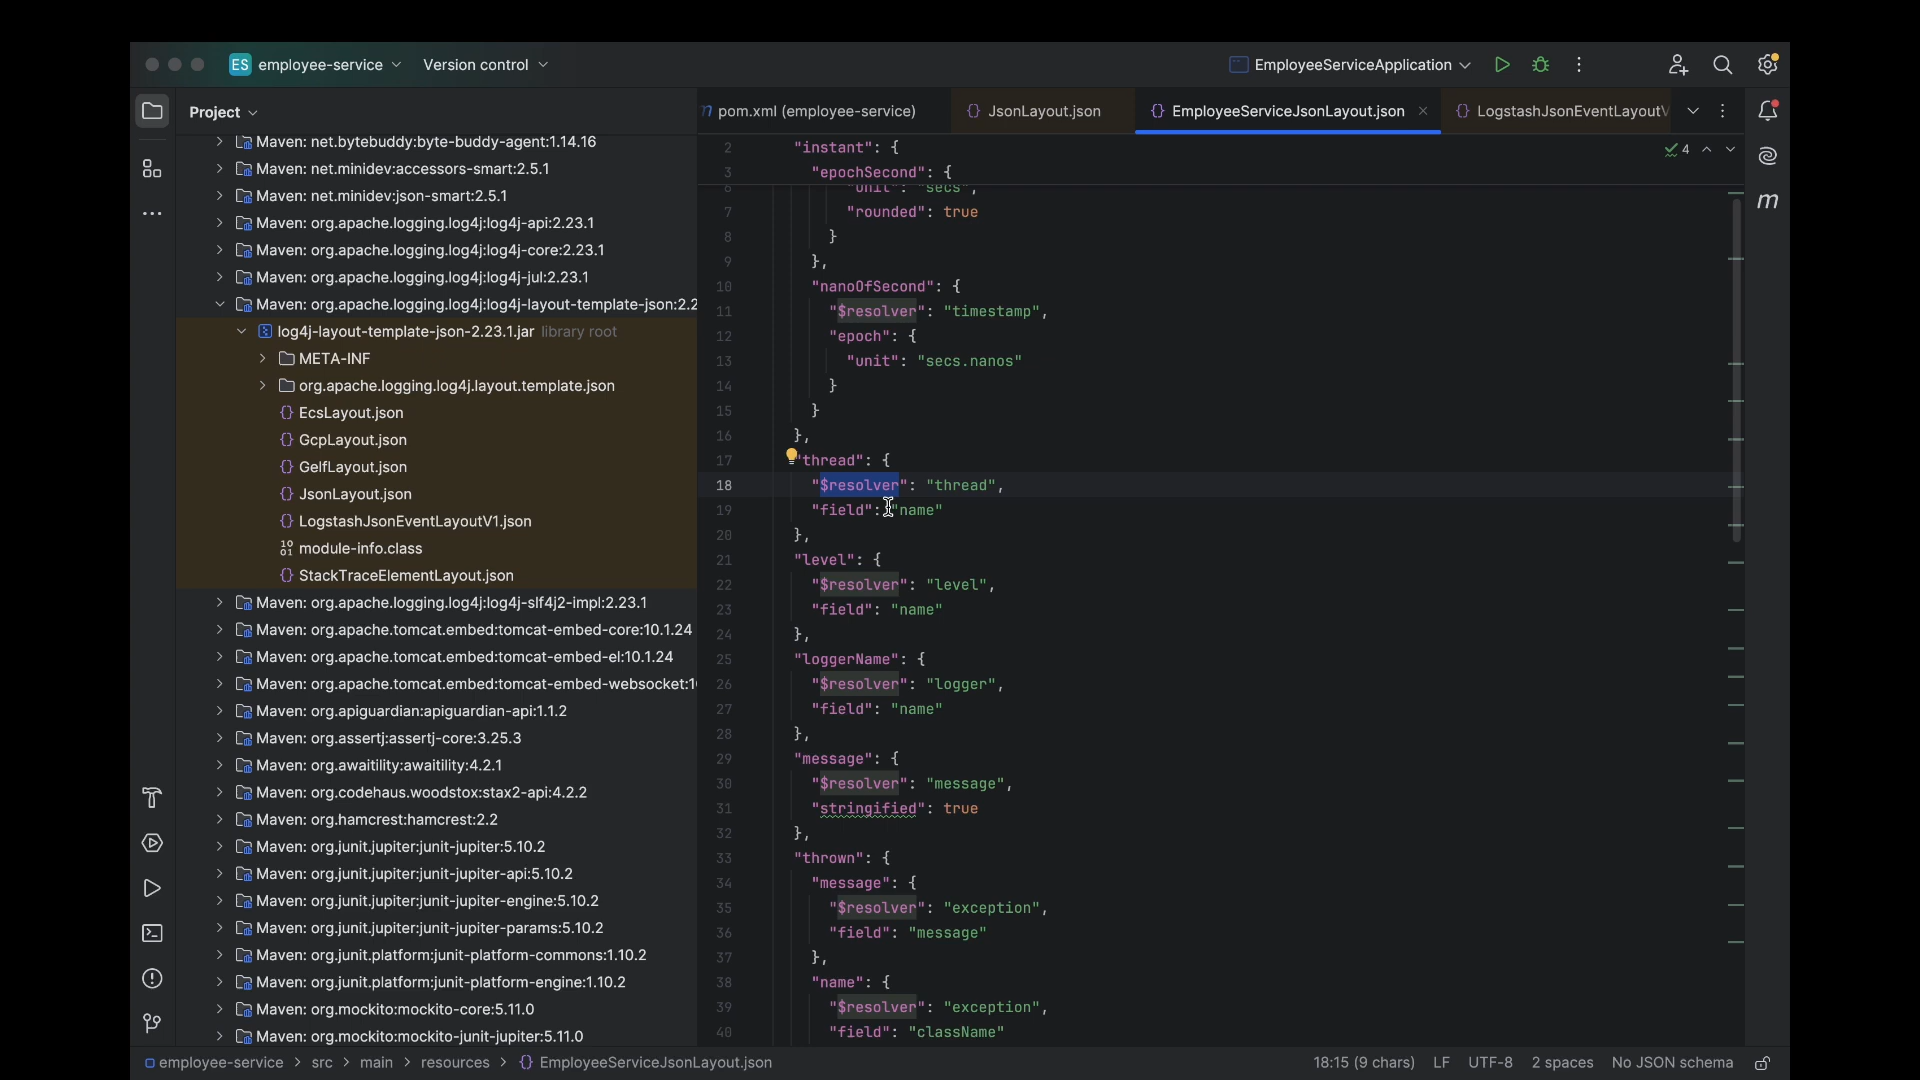 ES employee-service
Version control
EmployeeServiceApplication
Project
pom.xml (employee-service)
{} JsonLayout.json
{} EmployeeServiceJsonLayout.json
{} LogstashJsonEventLayoutV
Maven: net.bytebuddy:byte-buddy-agent:1.14.16
Maven: net.minidev:accessors-smart:2.5.1
Maven: net.minidev:json-smart:2.5.1
Maven: org.apache.logging.log4j:log4j-api:2.23.1
Maven: org.apache.logging.log4j:log4j-core:2.23.1
Maven: org.apache.logging.log4j:log4j-jul:2.23.1
Maven: org.apache.logging.log4j:log4j-layout-template-json:2.2
log4j-layout-template-json-2.23.1.jar library root
META-INF
org.apache.logging.log4j.layout.template.json
{} EcsLayout.json
{} GcpLayout.json
{} GelfLayout.json
{} JsonLayout.json
{} LogstashJsonEventLayoutV1.json
module-info.class
{} StackTraceElementLayout.json
Maven: org.apache.logging.log4j:log4j-slf4j2-impl:2.23.1
Maven: org.apache.tomcat.embed:tomcat-embed-core:10.1.24
Maven: org.apache.tomcat.embed:tomcat-embed-el:10.1.24
Maven: org.apache.tomcat.embed:tomcat-embed-websocket:1
Maven: org.apiguardian:apiguardian-api:1.1.2
Maven: org.assertj:assertj-core:3.25.3
Maven: org.awaitility:awaitility:4.2.1
Maven: org.codehaus.woodstox:stax2-api:4.2.2
Maven: org.hamcrest:hamcrest:2.2
Maven: org.junit.jupiter:junit-jupiter:5.10.2
Maven: org.junit.jupiter:junit-jupiter-api:5.10.2
Maven: org.junit.jupiter:junit-jupiter-engine:5.10.2
Maven: org.junit.jupiter:junit-jupiter-params:5.10.2
Maven: org.junit.platform:junit-platform-commons:1.10.2
Maven: org.junit.platform:junit-platform-engine:1.10.2
Maven: org.mockito:mockito-core:5.11.0
Maven: org.mockito:mockito-junit-jupiter:5.11.0
4
m
2 "instant": {
3 "epochSecond": {
6 "unit": "secs",
7 "rounded": true
8 }
9 },
10 "nanoOfSecond": {
11 "$resolver": "timestamp",
12 "epoch": {
13 "unit": "secs.nanos"
14 }
15 }
16 },
17 "thread": {
18 "$resolver": "thread",
19 "field": "name"
20 },
21 "level": {
22 "$resolver": "level",
23 "field": "name"
24 },
25 "loggerName": {
26 "$resolver": "logger",
27 "field": "name"
28 },
29 "message": {
30 "$resolver": "message",
31 "stringified": true
32 },
33 "thrown": {
34 "message": {
35 "$resolver": "exception",
36 "field": "message"
37 },
38 "name": {
39 "$resolver": "exception",
40 "field": "className"
employee-service > src > main > resources > {} EmployeeServiceJsonLayout.json
18:15 (9 chars) LF UTF-8 2 spaces No JSON schema